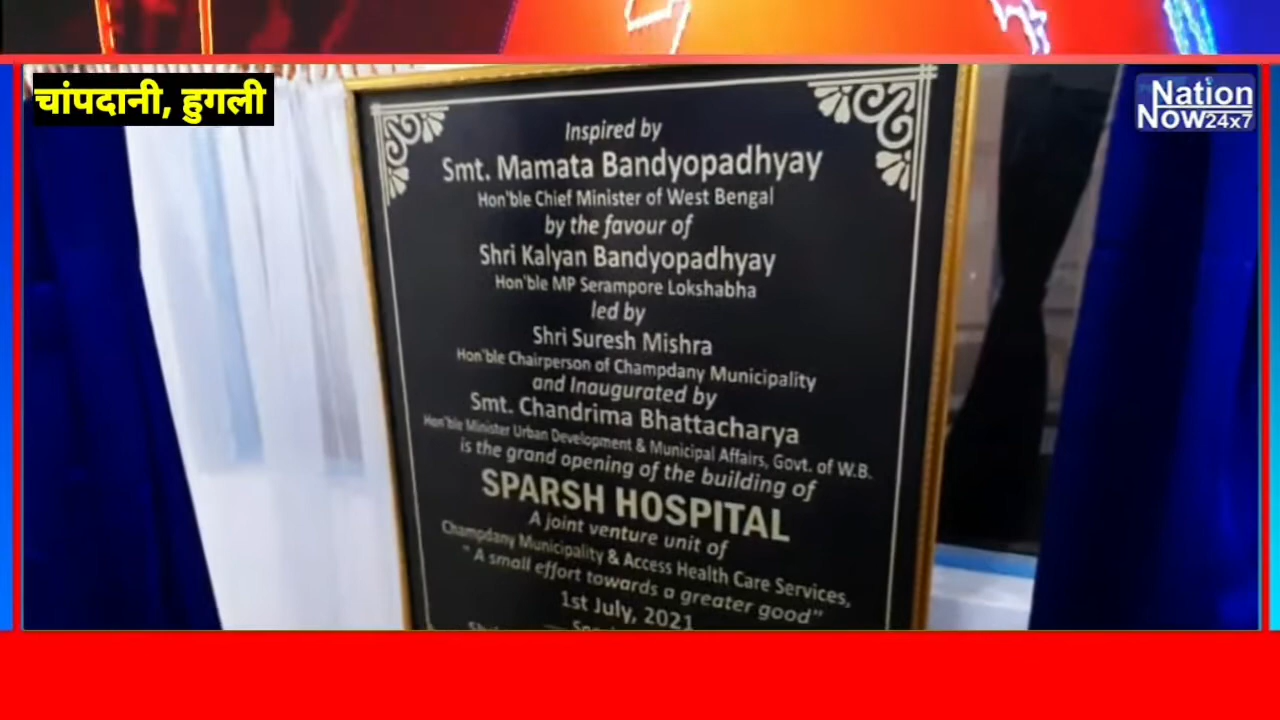 चांपदानी, हुगली
Nation
Now24x7
Inspired by
Smt. Mamata Bandyopadhyay
Hon'ble Chief Minister of West Bengal
by the favour of
Shri Kalyan Bandyopadhyay
Hon'ble MP Serampore Lokshabha
led by
Shri Suresh Mishra
Hon'ble Chairperson of Champdany Municipality
and Inaugurated by
Smt. Chandrima Bhattacharya
Hon'ble Minister Urban Development & Municipal Affairs, Govt. of W.B.
is the grand opening of the building of
SPARSH HOSPITAL
A joint venture unit of
Champdany Municipality & Access Health Care Services,
" A small effort towards a greater good"
1st July, 2021